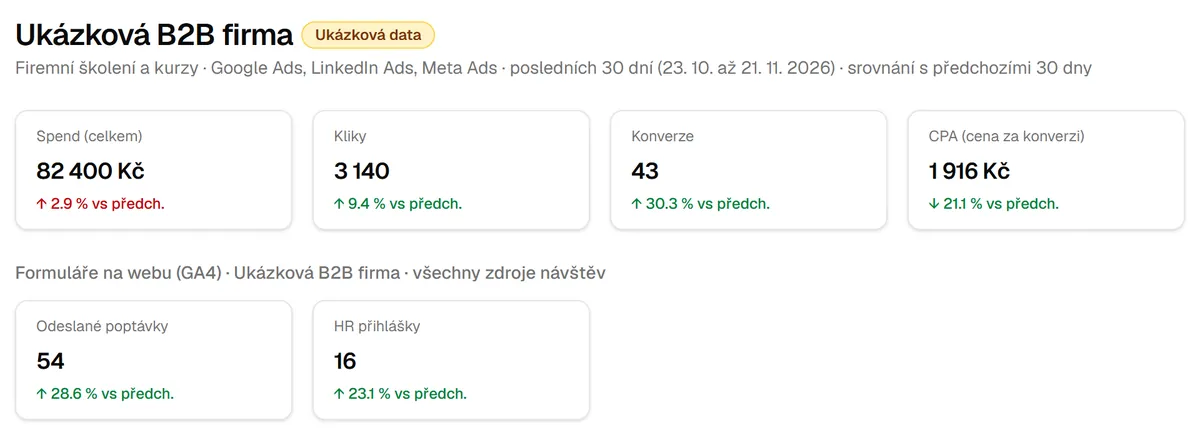 Ukázková B2B firma Ukázková data
Firemní školení a kurzy · Google Ads, LinkedIn Ads, Meta Ads · posledních 30 dní (23. 10. až 21. 11. 2026) · srovnání s předchozími 30 dny
Spend (celkem)
82 400 Kč
↑ 2.9 % vs předch.
Kliky
3 140
↑ 9.4 % vs předch.
Konverze
43
↑ 30.3 % vs předch.
CPA (cena za konverzi)
1 916 Kč
↓ 21.1 % vs předch.
Formuláře na webu (GA4) · Ukázková B2B firma · všechny zdroje návštěv
Odeslané poptávky
54
↑ 28.6 % vs předch.
HR přihlášky
16
↑ 23.1 % vs předch.